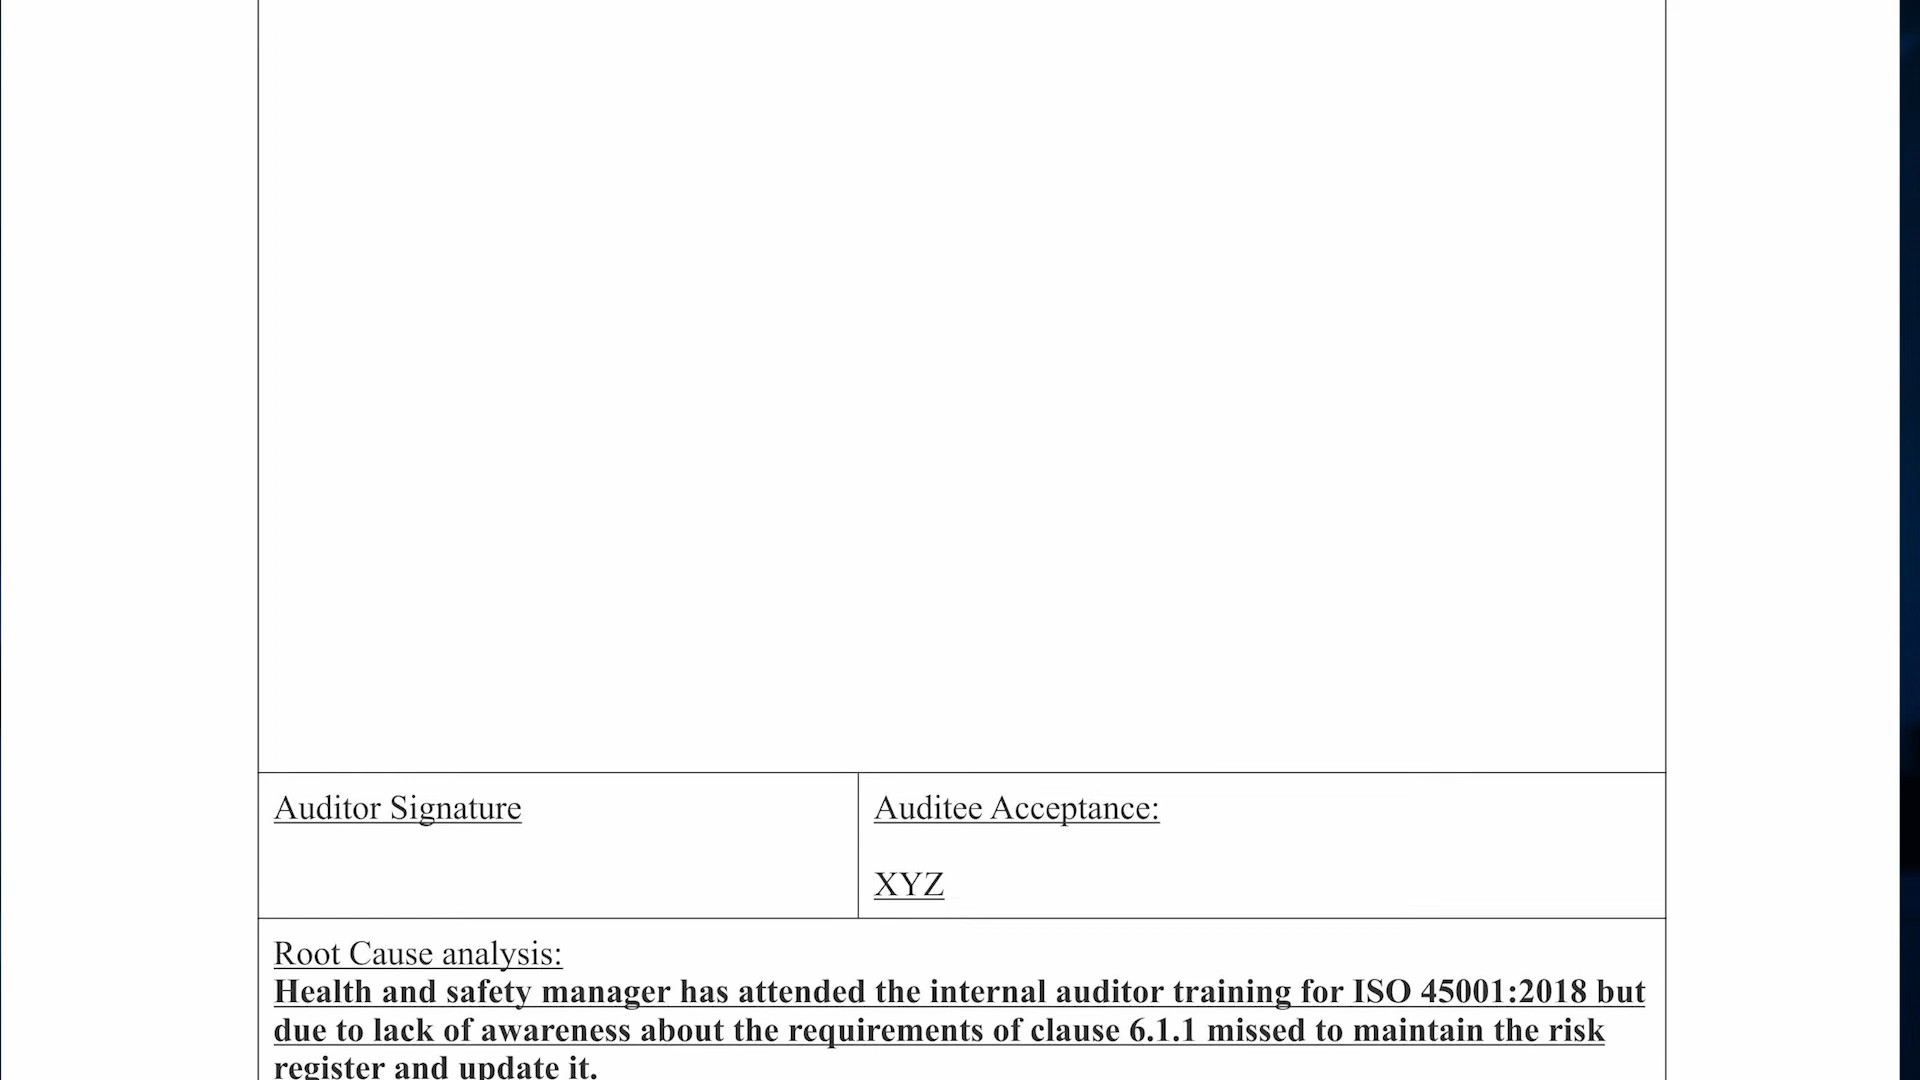 Auditor Signature
Auditee Acceptance:
XYZ
Root Cause analysis:
Health and safety manager has attended the internal auditor training for ISO 45001:2018 but
due to lack of awareness about the requirements of clause 6.1.1 missed to maintain the risk
register and update it.